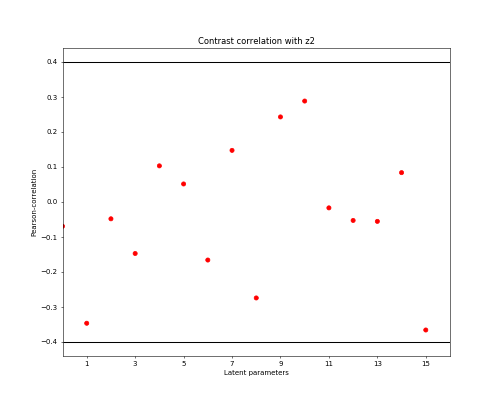 Contrast correlation with z2
0.4
0.3
0.2
0.1
0.0
−0.1
−0.2
−0.3
−0.4
Pearson-correlation
1 3 5 7 9 11 13 15
Latent parameters